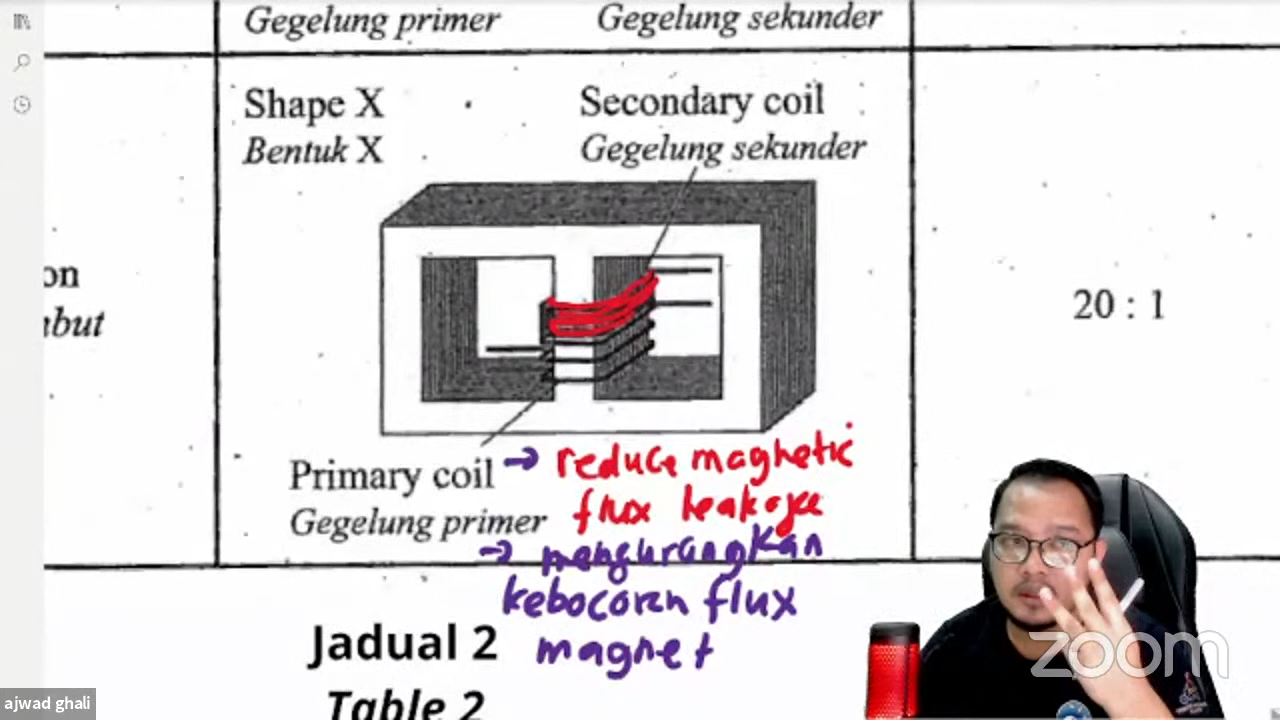 Gegelung primer Gegelung sekunder
Shape X Secondary coil
Bentuk X Gegelung sekunder
on
20 : 1
Primary coil → reduce magnetic
Gegelung primer flux leakage
→ mengurangkan
kebocoran flux
Jadual 2 magnet
Table 2
zoom
ajwad ghali